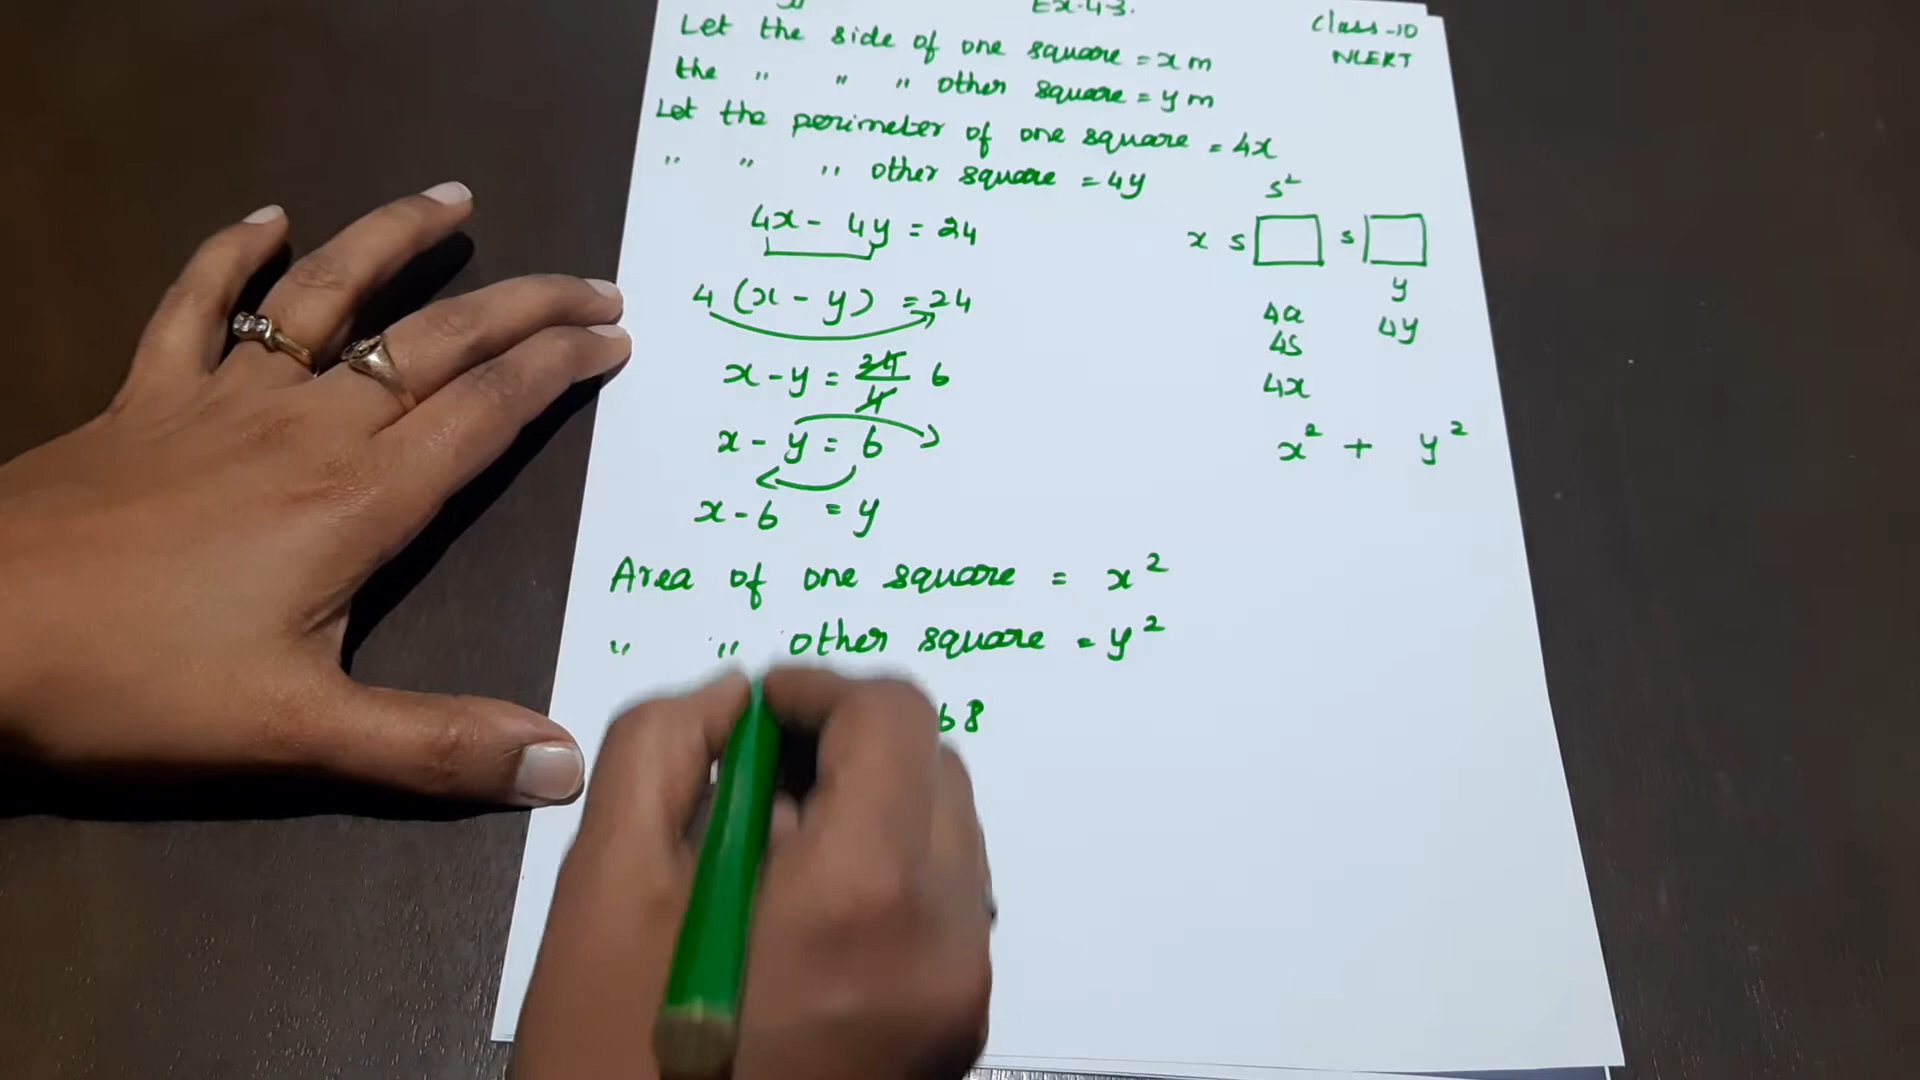 Ex-4.3.
Class-10
NCERT
Let the side of one square = x m
the " " " other square = y m
Let the perimeter of one square = 4x
" " " other square = 4y
4x - 4y = 24
4 (x - y) = 24
x - y = 24/4 6
x - y = 6
x - 6 = y
s²
x s s
y
4a 4y
4s
4x
x² + y²
Area of one square = x²
" " other square = y²
68